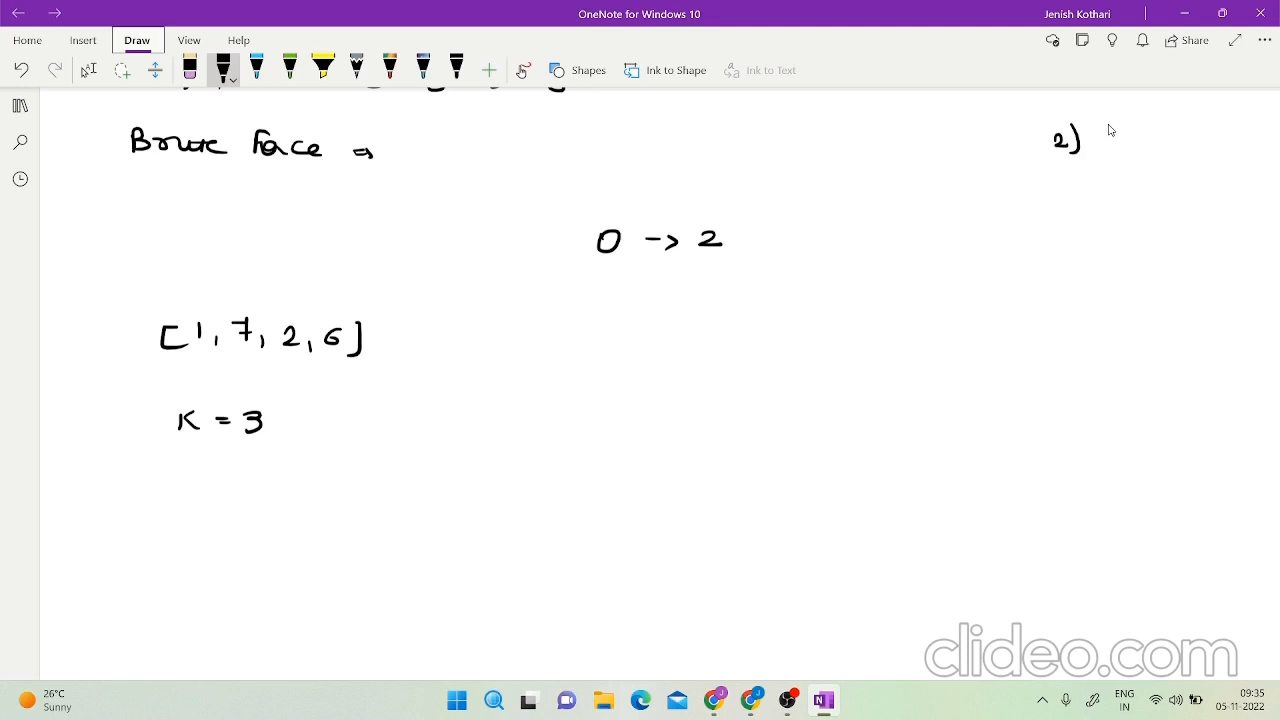 OneNote for Windows 10
Jenish Kothari
Home Insert Draw View Help
Share
Shapes Ink to Shape Ink to Text
Brute Force ⇒
2)
0 -> 2
[1, 7, 2, 6]
K = 3
clideo.com
26°C
Sunny
ENG
IN
09:35
05-11-2022